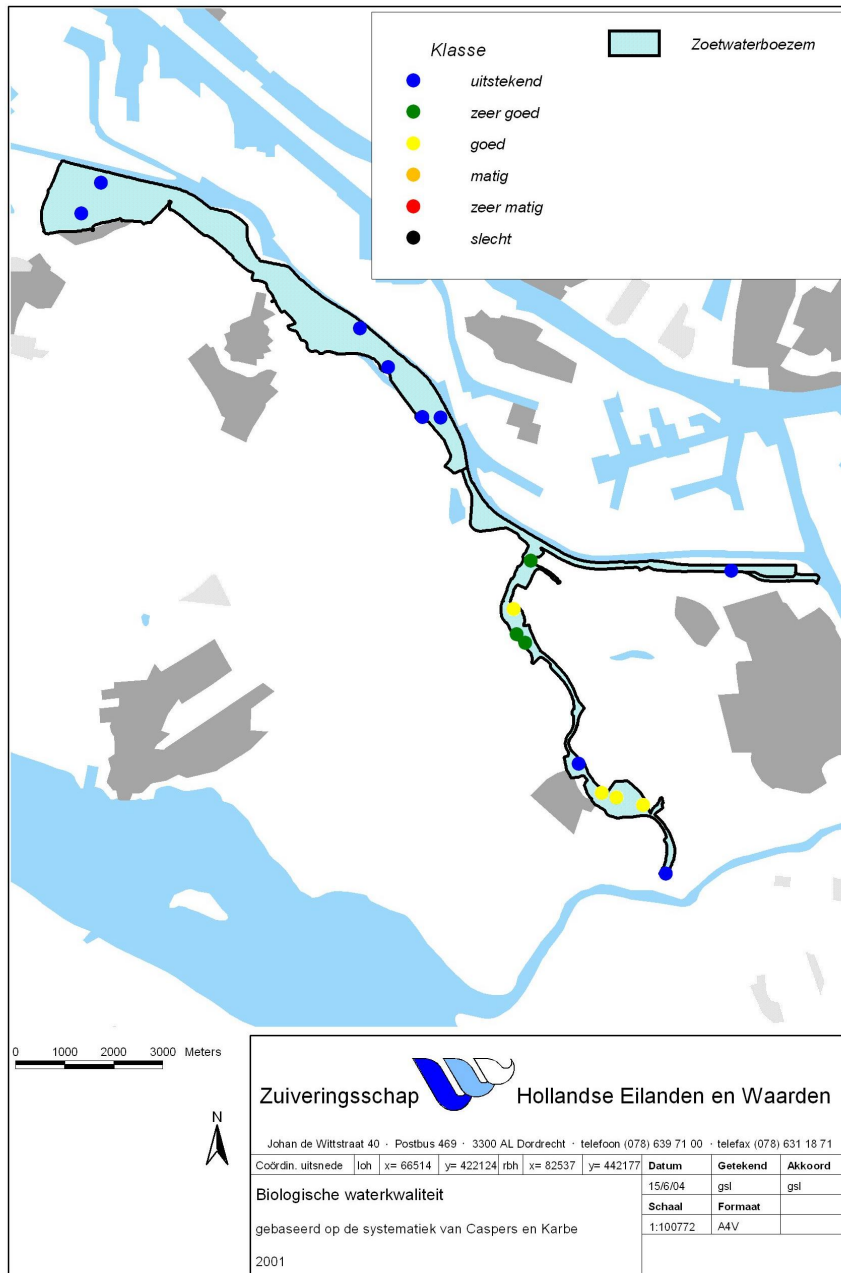 Klasse
Zoetwaterboezem
uitstekend
zeer goed
goed
matig
zeer matig
slecht
0 1000 2000 3000 Meters
N
Zuiveringsschap Hollandse Eilanden en Waarden
Johan de Wittstraat 40 · Postbus 469 · 3300 AL Dordrecht · telefoon (078) 639 71 00 · telefax (078) 631 18 71
Coördin. uitsnede loh x= 66514 y= 422124 rbh x= 82537 y= 442177
Datum Getekend Akkoord
15/6/04 gsl gsl
Schaal Formaat
1:100772 A4V
Biologische waterkwaliteit
gebaseerd op de systematiek van Caspers en Karbe
2001